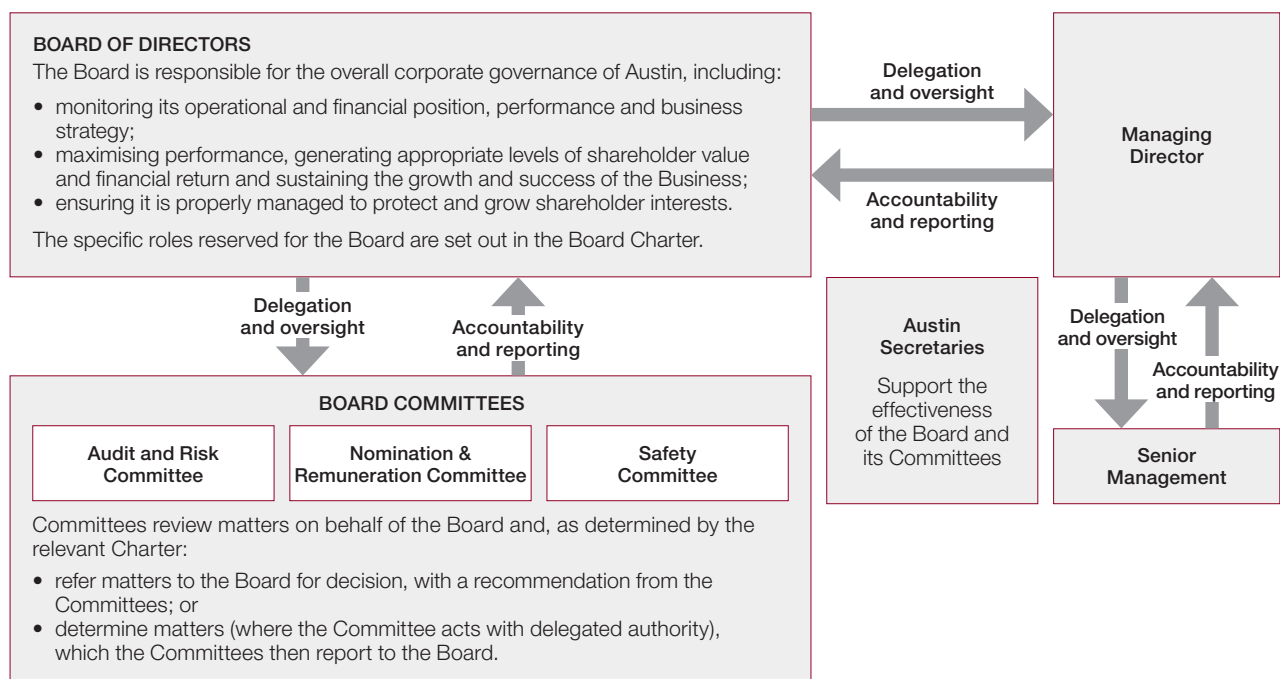 BOARD OF DIRECTORS
The Board is responsible for the overall corporate governance of Austin, including:
• monitoring its operational and financial position, performance and business
strategy;
• maximising performance, generating appropriate levels of shareholder value
and financial return and sustaining the growth and success of the Business;
• ensuring it is properly managed to protect and grow shareholder interests.
The specific roles reserved for the Board are set out in the Board Charter.
Delegation
and oversight
Accountability
and reporting
Managing
Director
Delegation
and oversight
Accountability
and reporting
Austin
Secretaries
Support the
effectiveness
of the Board and
its Committees
Delegation
and oversight
Accountability
and reporting
Senior
Management
BOARD COMMITTEES
Audit and Risk
Committee
Nomination &
Remuneration Committee
Safety
Committee
Committees review matters on behalf of the Board and, as determined by the
relevant Charter:
• refer matters to the Board for decision, with a recommendation from the
Committees; or
• determine matters (where the Committee acts with delegated authority),
which the Committees then report to the Board.